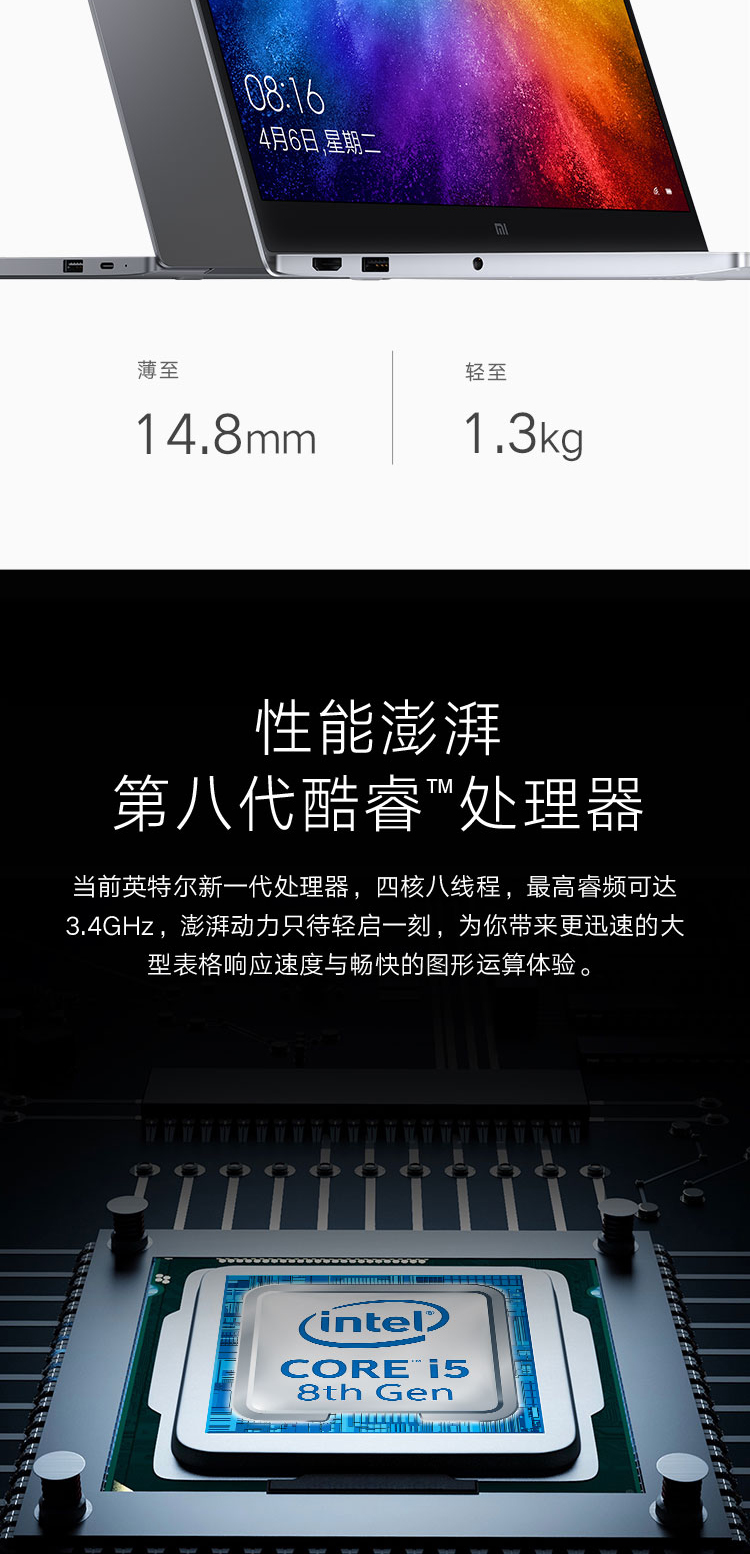 08:16
4月6日,星期二
mi
薄至
轻至
14.8mm
1.3kg
性能澎湃
第八代酷睿™处理器
当前英特尔新一代处理器，四核八线程，最高睿频可达
3.4GHz，澎湃动力只待轻启一刻，为你带来更迅速的大
型表格响应速度与畅快的图形运算体验。
intel®
CORE™ i5
8th Gen